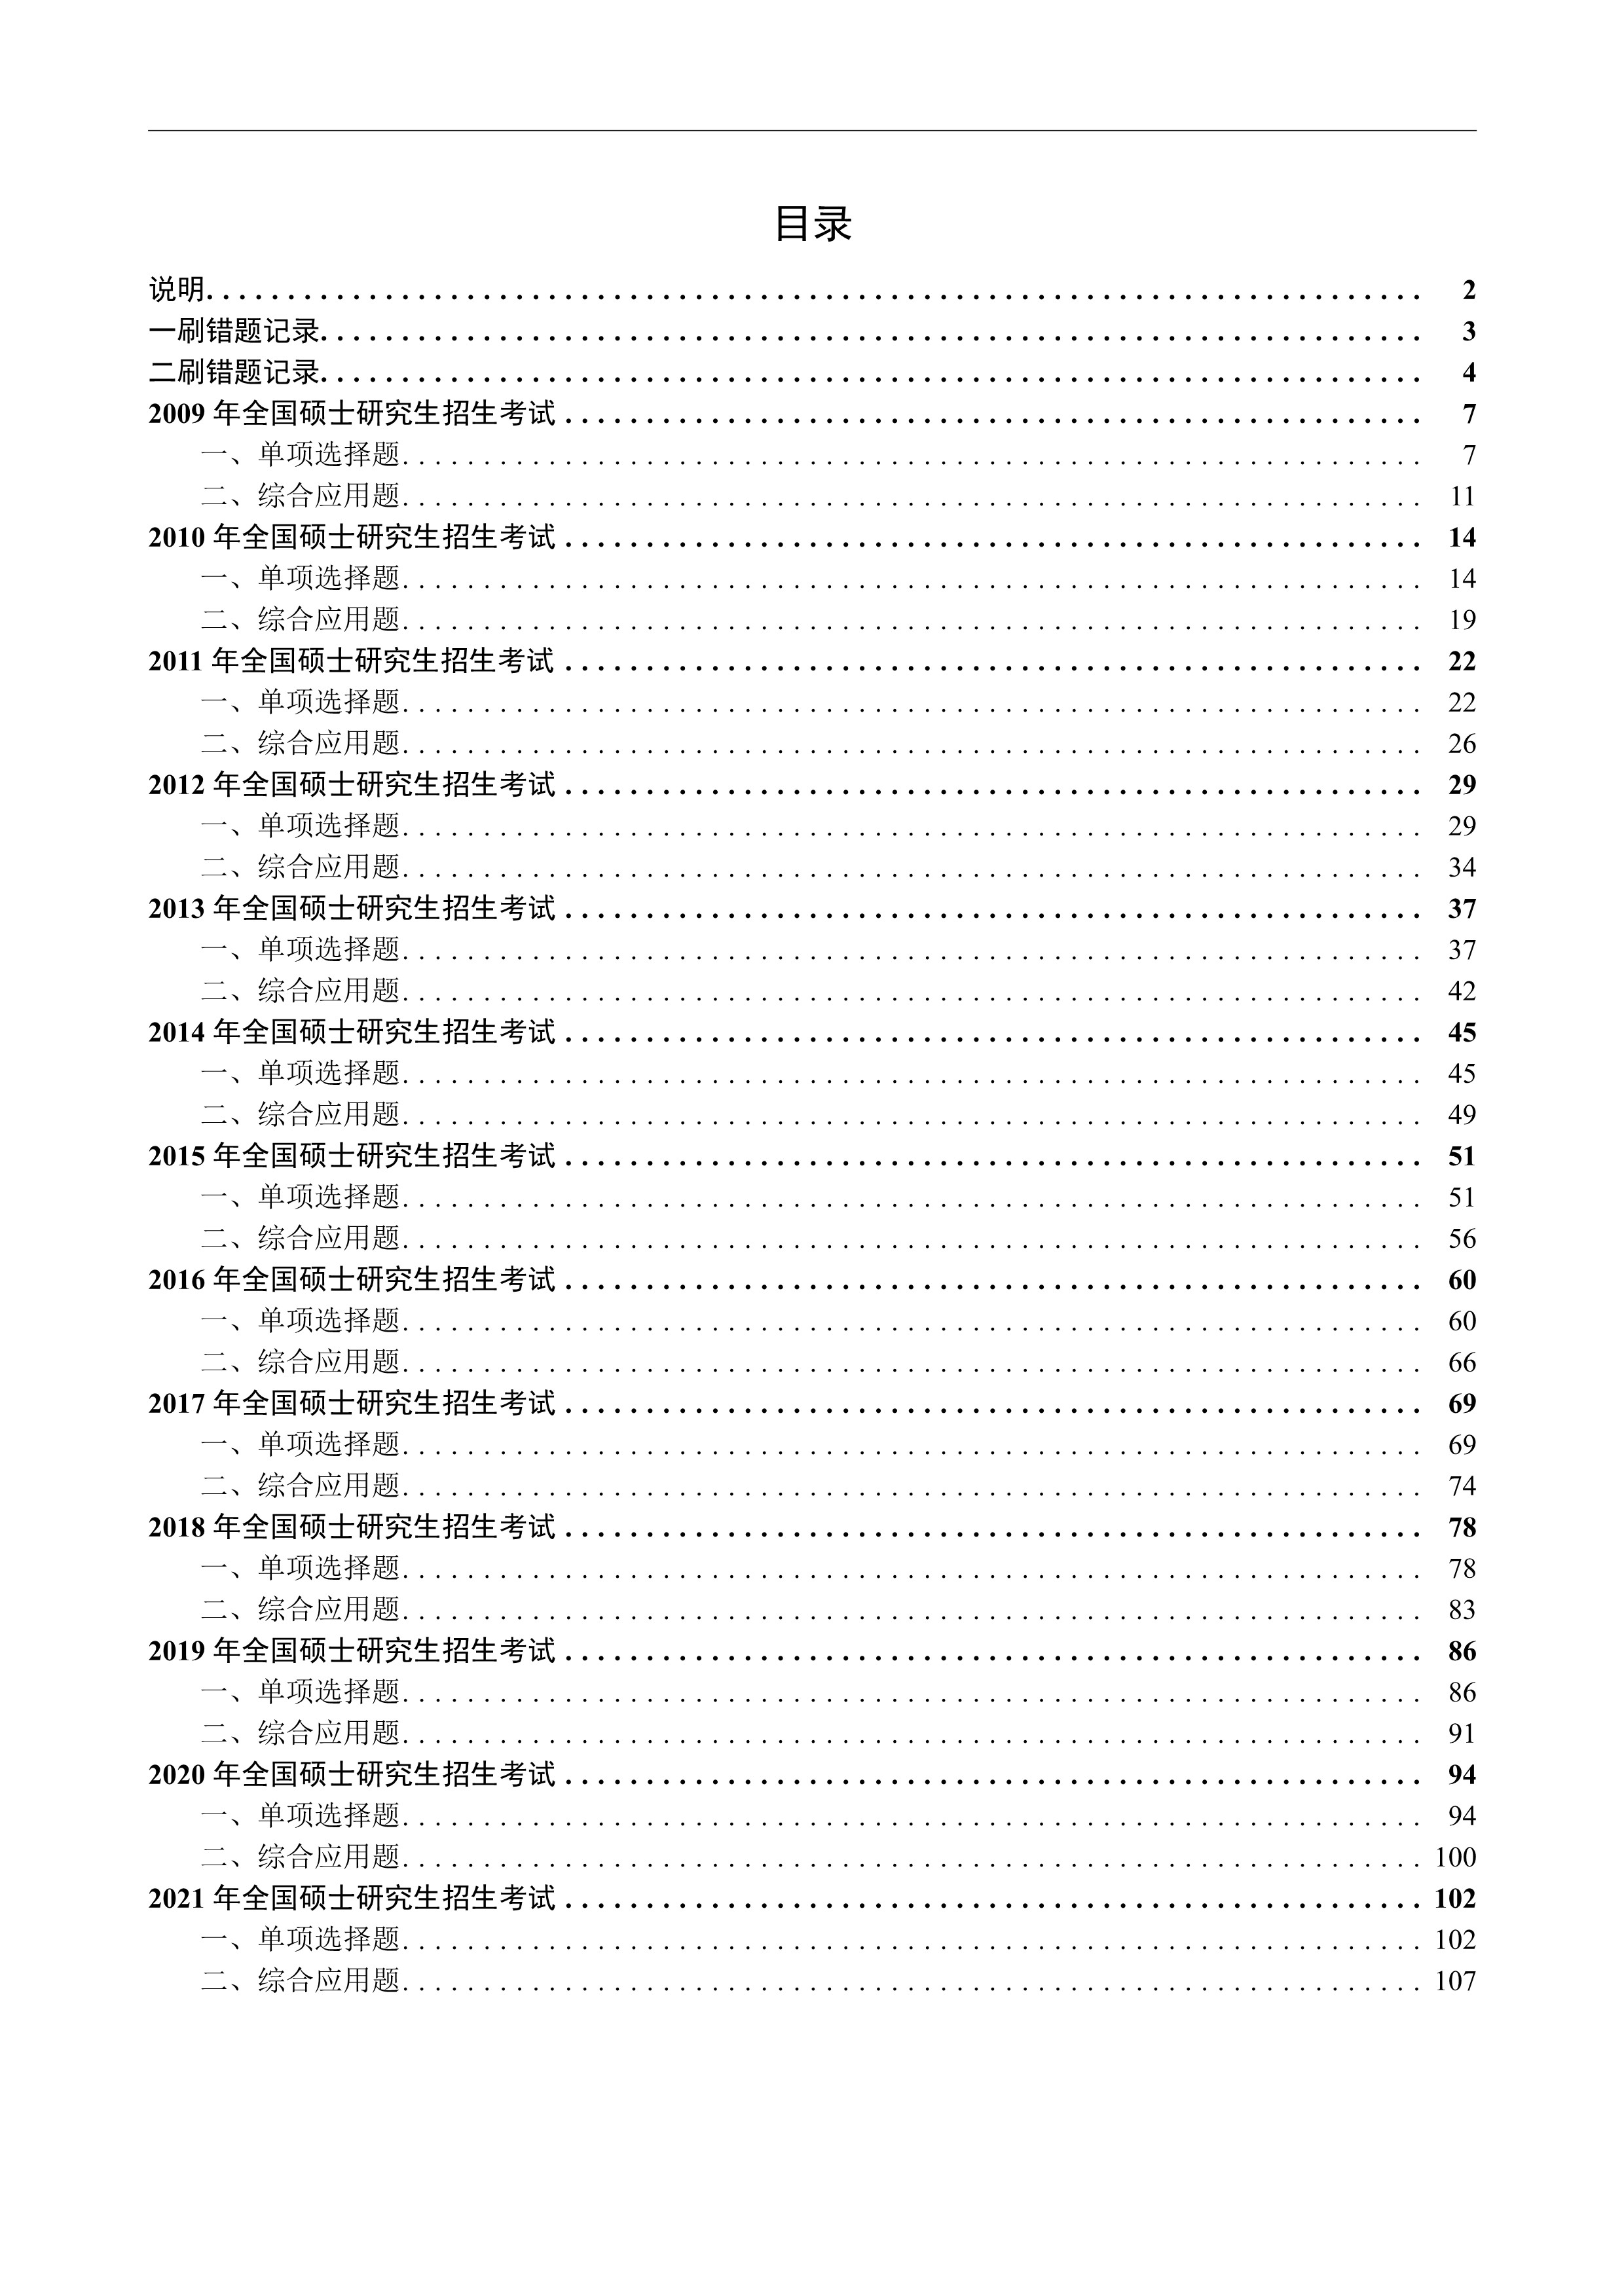 目录
说明. . . . . . . . . . . . . . . . . . . . . . . . . . . . . . 2
一刷错题记录. . . . . . . . . . . . . . . . . . . . . . . . . . . . . . 3
二刷错题记录. . . . . . . . . . . . . . . . . . . . . . . . . . . . . . 4
2009 年全国硕士研究生招生考试 . . . . . . . . . . . . . . . . . . . . 7
一、单项选择题. . . . . . . . . . . . . . . . . . . . 7
二、综合应用题. . . . . . . . . . . . . . . . . . . . 11
2010 年全国硕士研究生招生考试 . . . . . . . . . . . . . . . . . . . . 14
一、单项选择题. . . . . . . . . . . . . . . . . . . . 14
二、综合应用题. . . . . . . . . . . . . . . . . . . . 19
2011 年全国硕士研究生招生考试 . . . . . . . . . . . . . . . . . . . . 22
一、单项选择题. . . . . . . . . . . . . . . . . . . . 22
二、综合应用题. . . . . . . . . . . . . . . . . . . . 26
2012 年全国硕士研究生招生考试 . . . . . . . . . . . . . . . . . . . . 29
一、单项选择题. . . . . . . . . . . . . . . . . . . . 29
二、综合应用题. . . . . . . . . . . . . . . . . . . . 34
2013 年全国硕士研究生招生考试 . . . . . . . . . . . . . . . . . . . . 37
一、单项选择题. . . . . . . . . . . . . . . . . . . . 37
二、综合应用题. . . . . . . . . . . . . . . . . . . . 42
2014 年全国硕士研究生招生考试 . . . . . . . . . . . . . . . . . . . . 45
一、单项选择题. . . . . . . . . . . . . . . . . . . . 45
二、综合应用题. . . . . . . . . . . . . . . . . . . . 49
2015 年全国硕士研究生招生考试 . . . . . . . . . . . . . . . . . . . . 51
一、单项选择题. . . . . . . . . . . . . . . . . . . . 51
二、综合应用题. . . . . . . . . . . . . . . . . . . . 56
2016 年全国硕士研究生招生考试 . . . . . . . . . . . . . . . . . . . . 60
一、单项选择题. . . . . . . . . . . . . . . . . . . . 60
二、综合应用题. . . . . . . . . . . . . . . . . . . . 66
2017 年全国硕士研究生招生考试 . . . . . . . . . . . . . . . . . . . . 69
一、单项选择题. . . . . . . . . . . . . . . . . . . . 69
二、综合应用题. . . . . . . . . . . . . . . . . . . . 74
2018 年全国硕士研究生招生考试 . . . . . . . . . . . . . . . . . . . . 78
一、单项选择题. . . . . . . . . . . . . . . . . . . . 78
二、综合应用题. . . . . . . . . . . . . . . . . . . . 83
2019 年全国硕士研究生招生考试 . . . . . . . . . . . . . . . . . . . . 86
一、单项选择题. . . . . . . . . . . . . . . . . . . . 86
二、综合应用题. . . . . . . . . . . . . . . . . . . . 91
2020 年全国硕士研究生招生考试 . . . . . . . . . . . . . . . . . . . . 94
一、单项选择题. . . . . . . . . . . . . . . . . . . . 94
二、综合应用题. . . . . . . . . . . . . . . . . . . . 100
2021 年全国硕士研究生招生考试 . . . . . . . . . . . . . . . . . . . . 102
一、单项选择题. . . . . . . . . . . . . . . . . . . . 102
二、综合应用题. . . . . . . . . . . . . . . . . . . . 107